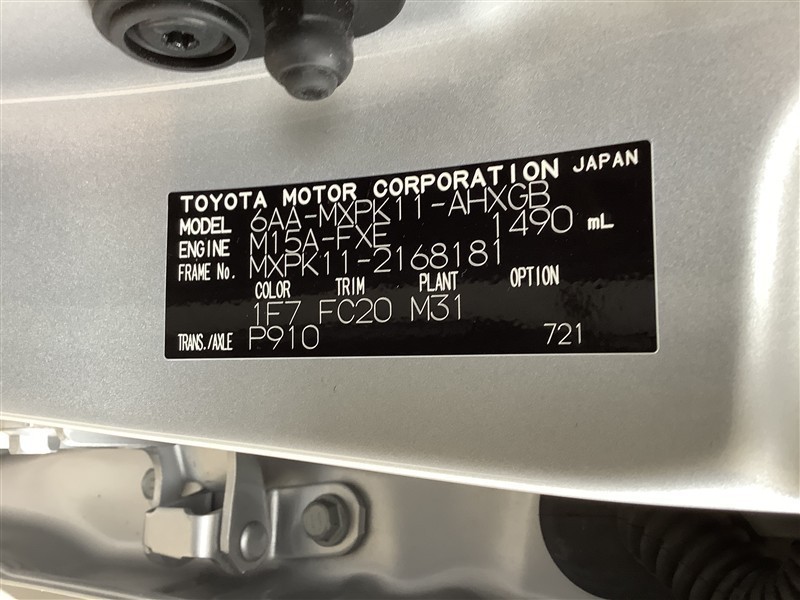 TOYOTA MOTOR CORPORATION JAPAN
MODEL 6AA-MXPK11-AHXGB
ENGINE M15A-FXE 1490 mL
FRAME No. MXPK11-2168181
COLOR TRIM PLANT OPTION
1F7 FC20 M31
TRANS./AXLE P910 721